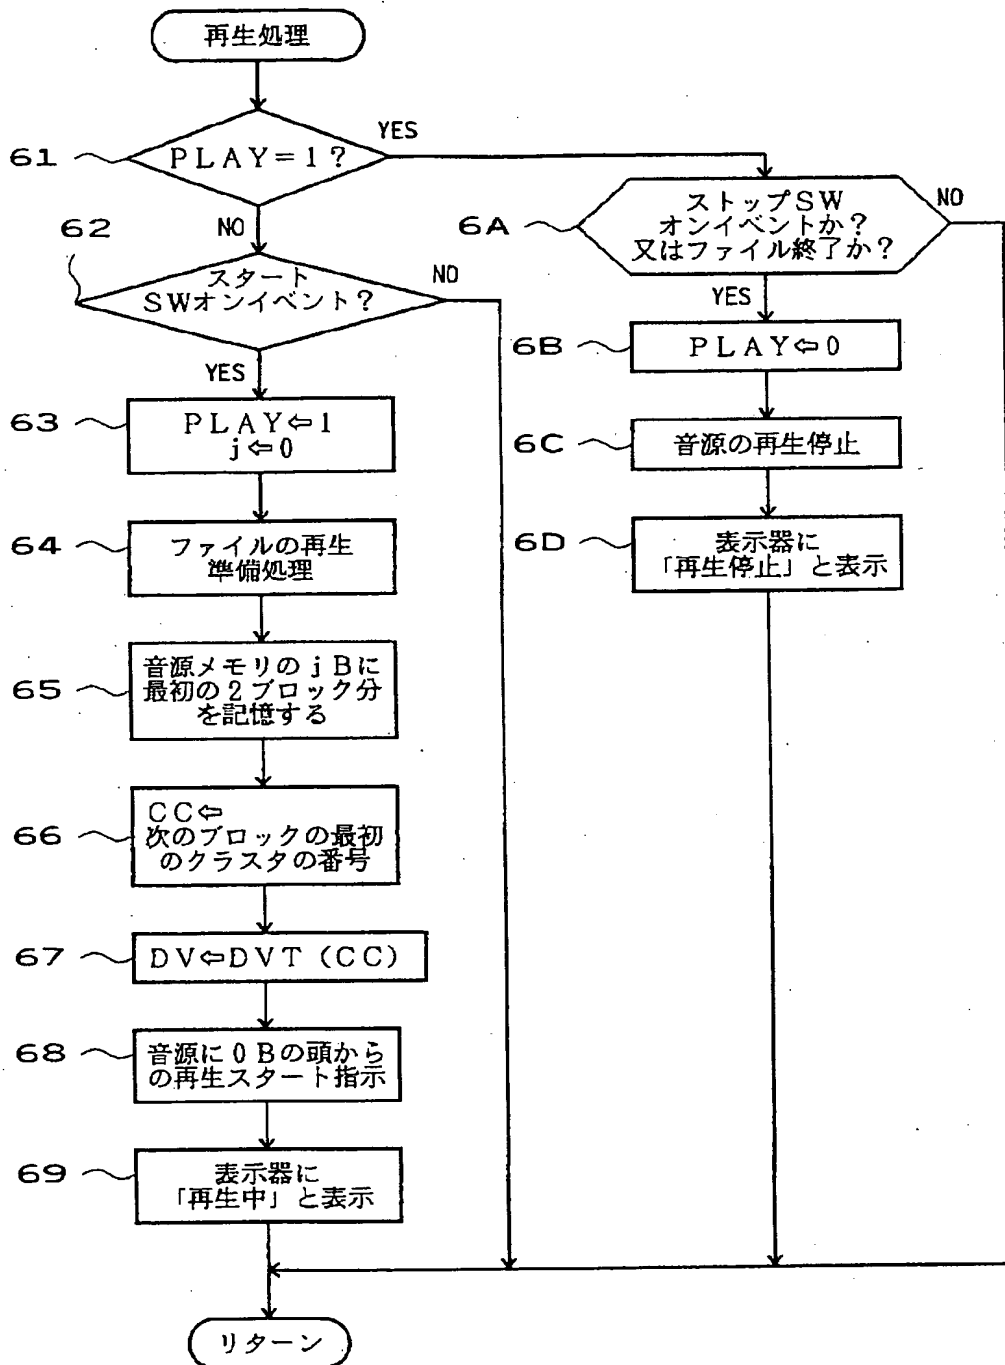 再生処理
61
PLAY=1?
YES
NO
62
スタート
SWオンイベント?
NO
YES
63
PLAY⇦1
j⇦0
64
ファイルの再生
準備処理
65
音源メモリのjBに
最初の2ブロック分
を記憶する
66
CC⇦
次のブロックの最初
のクラスタの番号
67
DV⇦DVT(CC)
68
音源に0Bの頭から
の再生スタート指示
69
表示器に
「再生中」と表示
6A
ストップSW
オンイベントか?
又はファイル終了か?
NO
YES
6B
PLAY⇦0
6C
音源の再生停止
6D
表示器に
「再生停止」と表示
リターン